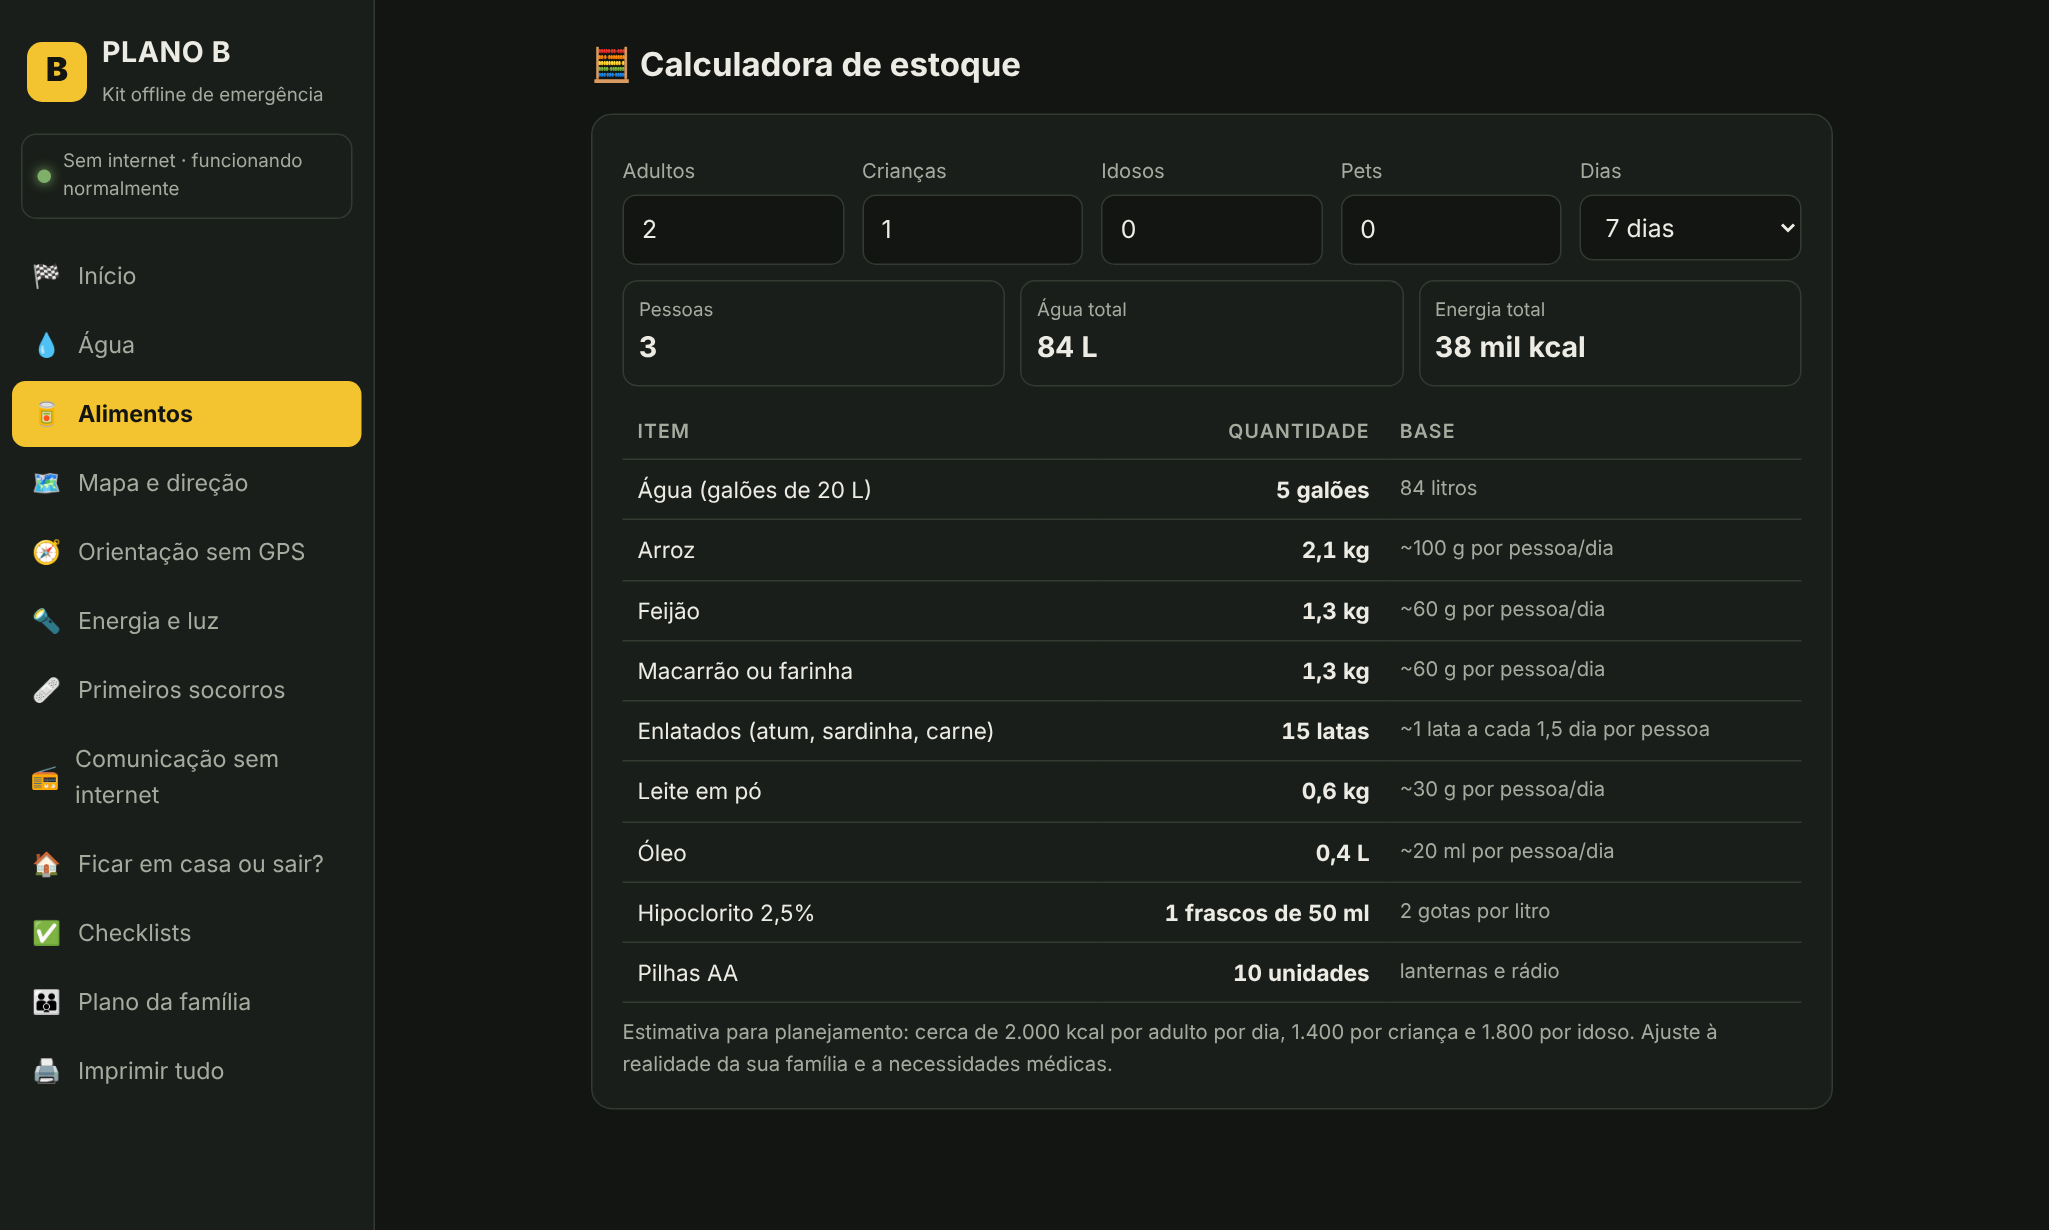 B
PLANO B
Kit offline de emergência
Sem internet · funcionando
normalmente
Início
Água
Alimentos
Mapa e direção
Orientação sem GPS
Energia e luz
Primeiros socorros
Comunicação sem
internet
Ficar em casa ou sair?
Checklists
Plano da família
Imprimir tudo
Calculadora de estoque
Adultos Crianças Idosos Pets Dias
2 1 0 0 7 dias
Pessoas Água total Energia total
3 84 L 38 mil kcal
ITEM QUANTIDADE BASE
Água (galões de 20 L) 5 galões 84 litros
Arroz 2,1 kg ~100 g por pessoa/dia
Feijão 1,3 kg ~60 g por pessoa/dia
Macarrão ou farinha 1,3 kg ~60 g por pessoa/dia
Enlatados (atum, sardinha, carne) 15 latas ~1 lata a cada 1,5 dia por pessoa
Leite em pó 0,6 kg ~30 g por pessoa/dia
Óleo 0,4 L ~20 ml por pessoa/dia
Hipoclorito 2,5% 1 frascos de 50 ml 2 gotas por litro
Pilhas AA 10 unidades lanternas e rádio
Estimativa para planejamento: cerca de 2.000 kcal por adulto por dia, 1.400 por criança e 1.800 por idoso. Ajuste à
realidade da sua família e a necessidades médicas.